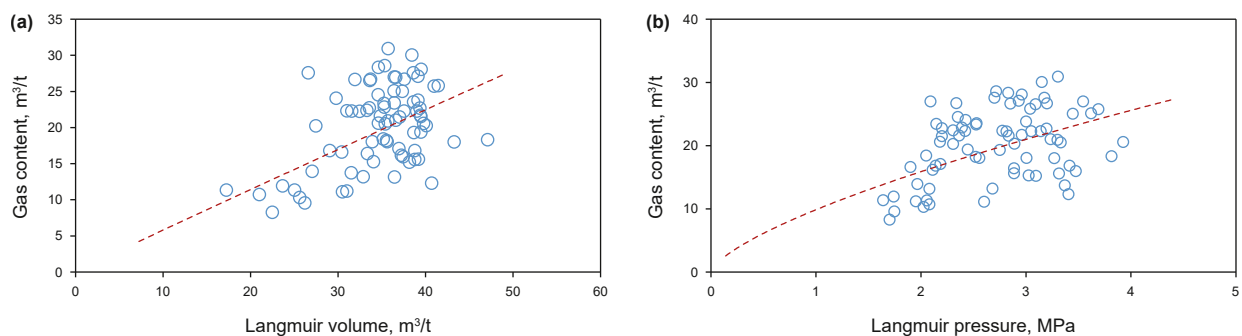 (a)
35
30
25
20
15
10
5
0
Gas content, m³/t
0 10 20 30 40 50 60
Langmuir volume, m³/t
(b)
40
30
20
10
0
Gas content, m³/t
0 1 2 3 4 5
Langmuir pressure, MPa